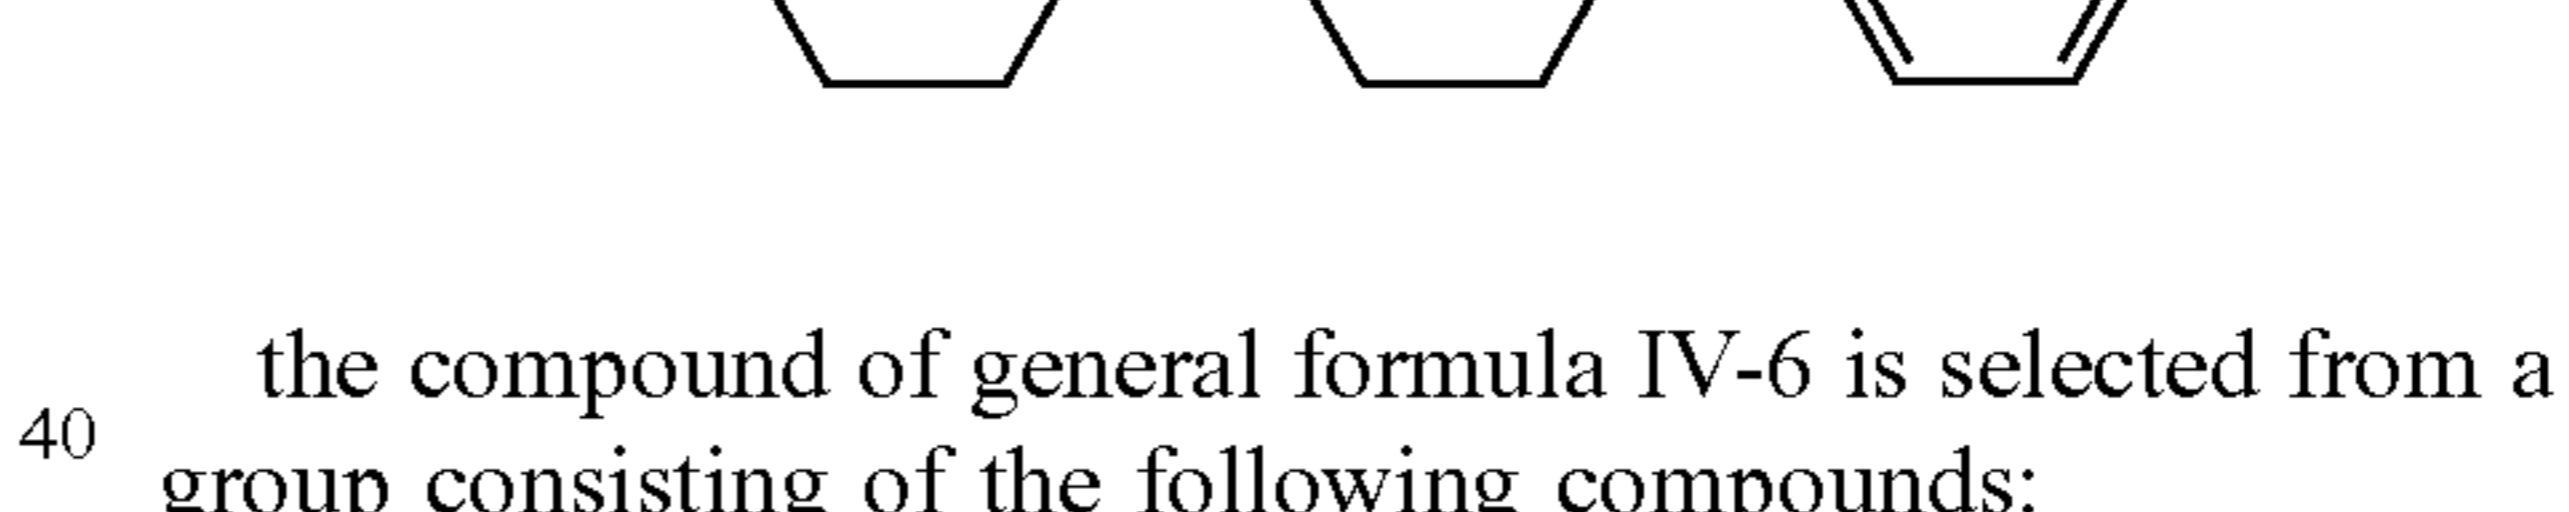 the compound of general formula IV-6 is selected from a
40
group consisting of the following compounds: